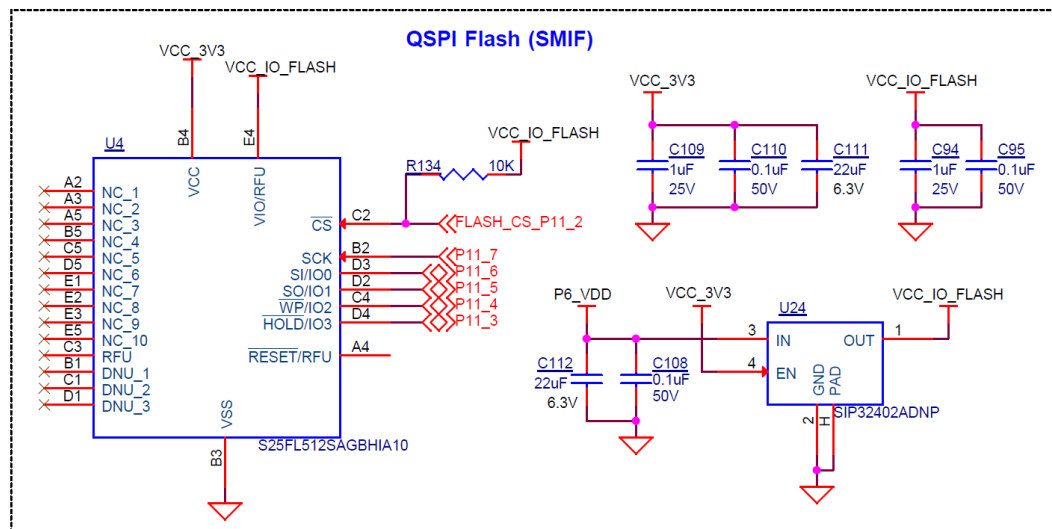 QSPI Flash (SMIF)
VCC_3V3
VCC_IO_FLASH
B4
E4
U4
VCC
VIO/RFU
A2 NC_1
A3 NC_2
A5 NC_3
B5 NC_4
C5 NC_5
D5 NC_6
E1 NC_7
E2 NC_8
E3 NC_9
E5 NC_10
C3 RFU
B1 DNU_1
C1 DNU_2
D1 DNU_3
CS C2 FLASH_CS_P11_2
SCK B2 P11_7
SI/IO0 D3 P11_6
SO/IO1 D2 P11_5
WP/IO2 C4 P11_4
HOLD/IO3 D4 P11_3
RESET/RFU A4
VSS
B3
S25FL512SAGBHIA10
VCC_IO_FLASH
R134 10K
VCC_3V3
C109
1uF
25V
C110
0.1uF
50V
C111
22uF
6.3V
VCC_IO_FLASH
C94
1uF
25V
C95
0.1uF
50V
P6_VDD
VCC_3V3
C112
22uF
6.3V
C108
0.1uF
50V
U24
3 IN
4 EN
OUT 1
GND
PAD
2
H
SIP32402ADNP
VCC_IO_FLASH